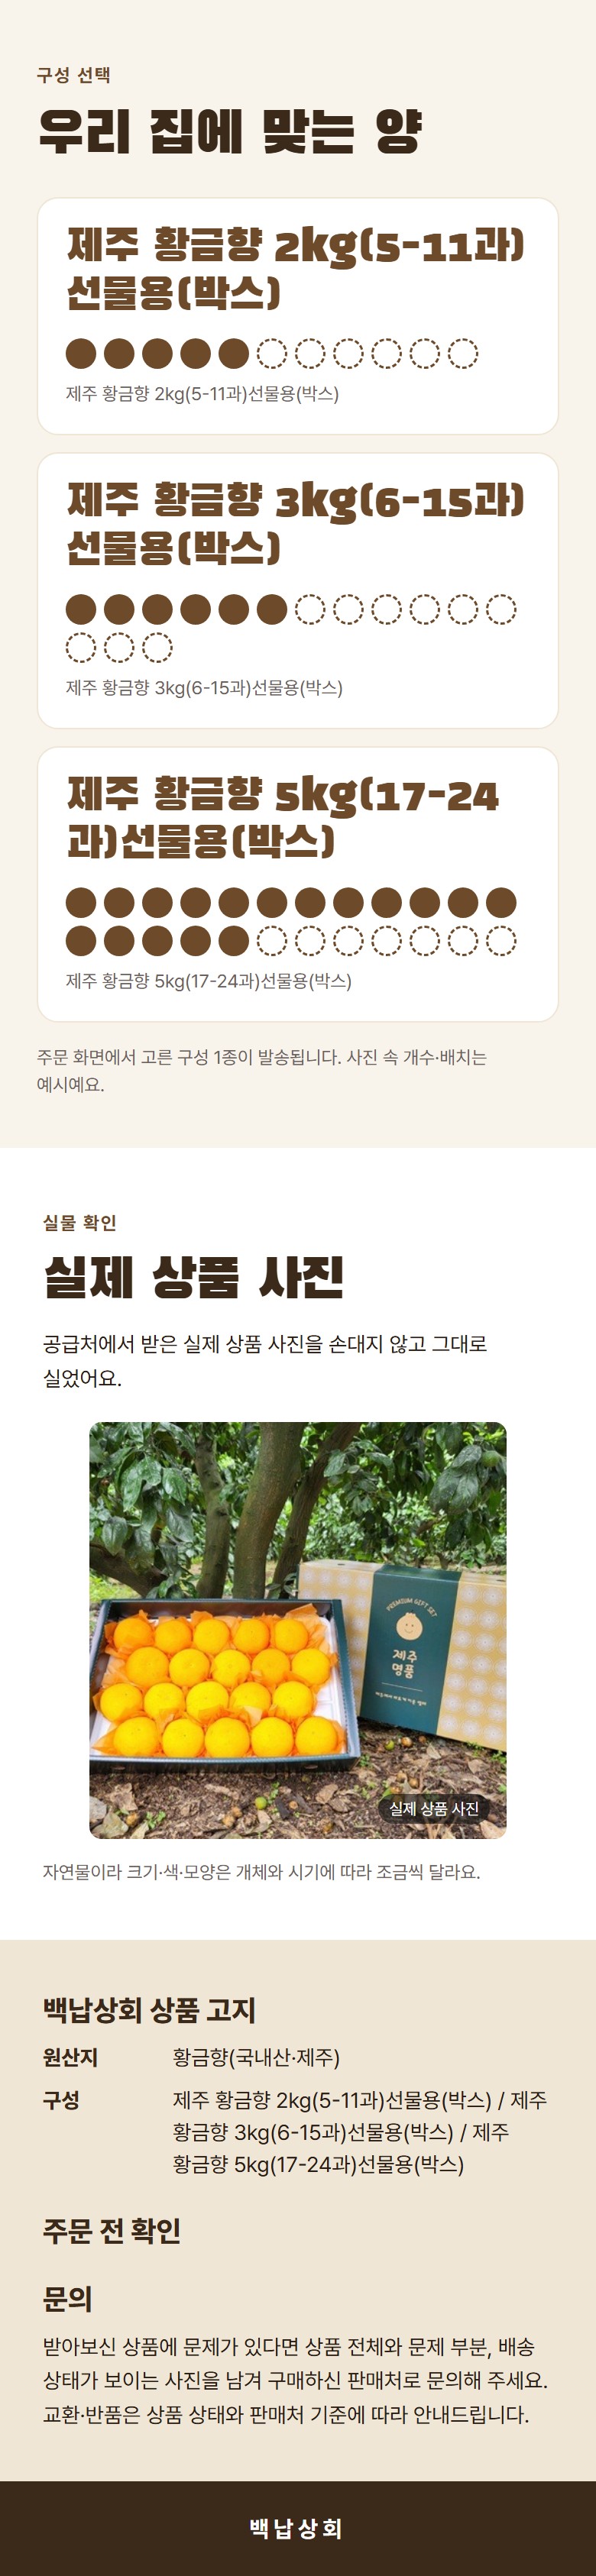 구성 선택
우리 집에 맞는 양
제주 황금향 2kg(5-11과)
선물용(박스)
제주 황금향 2kg(5-11과)선물용(박스)
제주 황금향 3kg(6-15과)
선물용(박스)
제주 황금향 3kg(6-15과)선물용(박스)
제주 황금향 5kg(17-24
과)선물용(박스)
제주 황금향 5kg(17-24과)선물용(박스)
주문 화면에서 고른 구성 1종이 발송됩니다. 사진 속 개수·배치는
예시예요.
실물 확인
실제 상품 사진
공급처에서 받은 실제 상품 사진을 손대지 않고 그대로
실었어요.
PREMIUM GIFT SET
제주
명품
실제 상품 사진
자연물이라 크기·색·모양은 개체와 시기에 따라 조금씩 달라요.
백납상회 상품 고지
원산지 황금향(국내산·제주)
구성 제주 황금향 2kg(5-11과)선물용(박스) / 제주
황금향 3kg(6-15과)선물용(박스) / 제주
황금향 5kg(17-24과)선물용(박스)
주문 전 확인
문의
받아보신 상품에 문제가 있다면 상품 전체와 문제 부분, 배송
상태가 보이는 사진을 남겨 구매하신 판매처로 문의해 주세요.
교환·반품은 상품 상태와 판매처 기준에 따라 안내드립니다.
백납상회